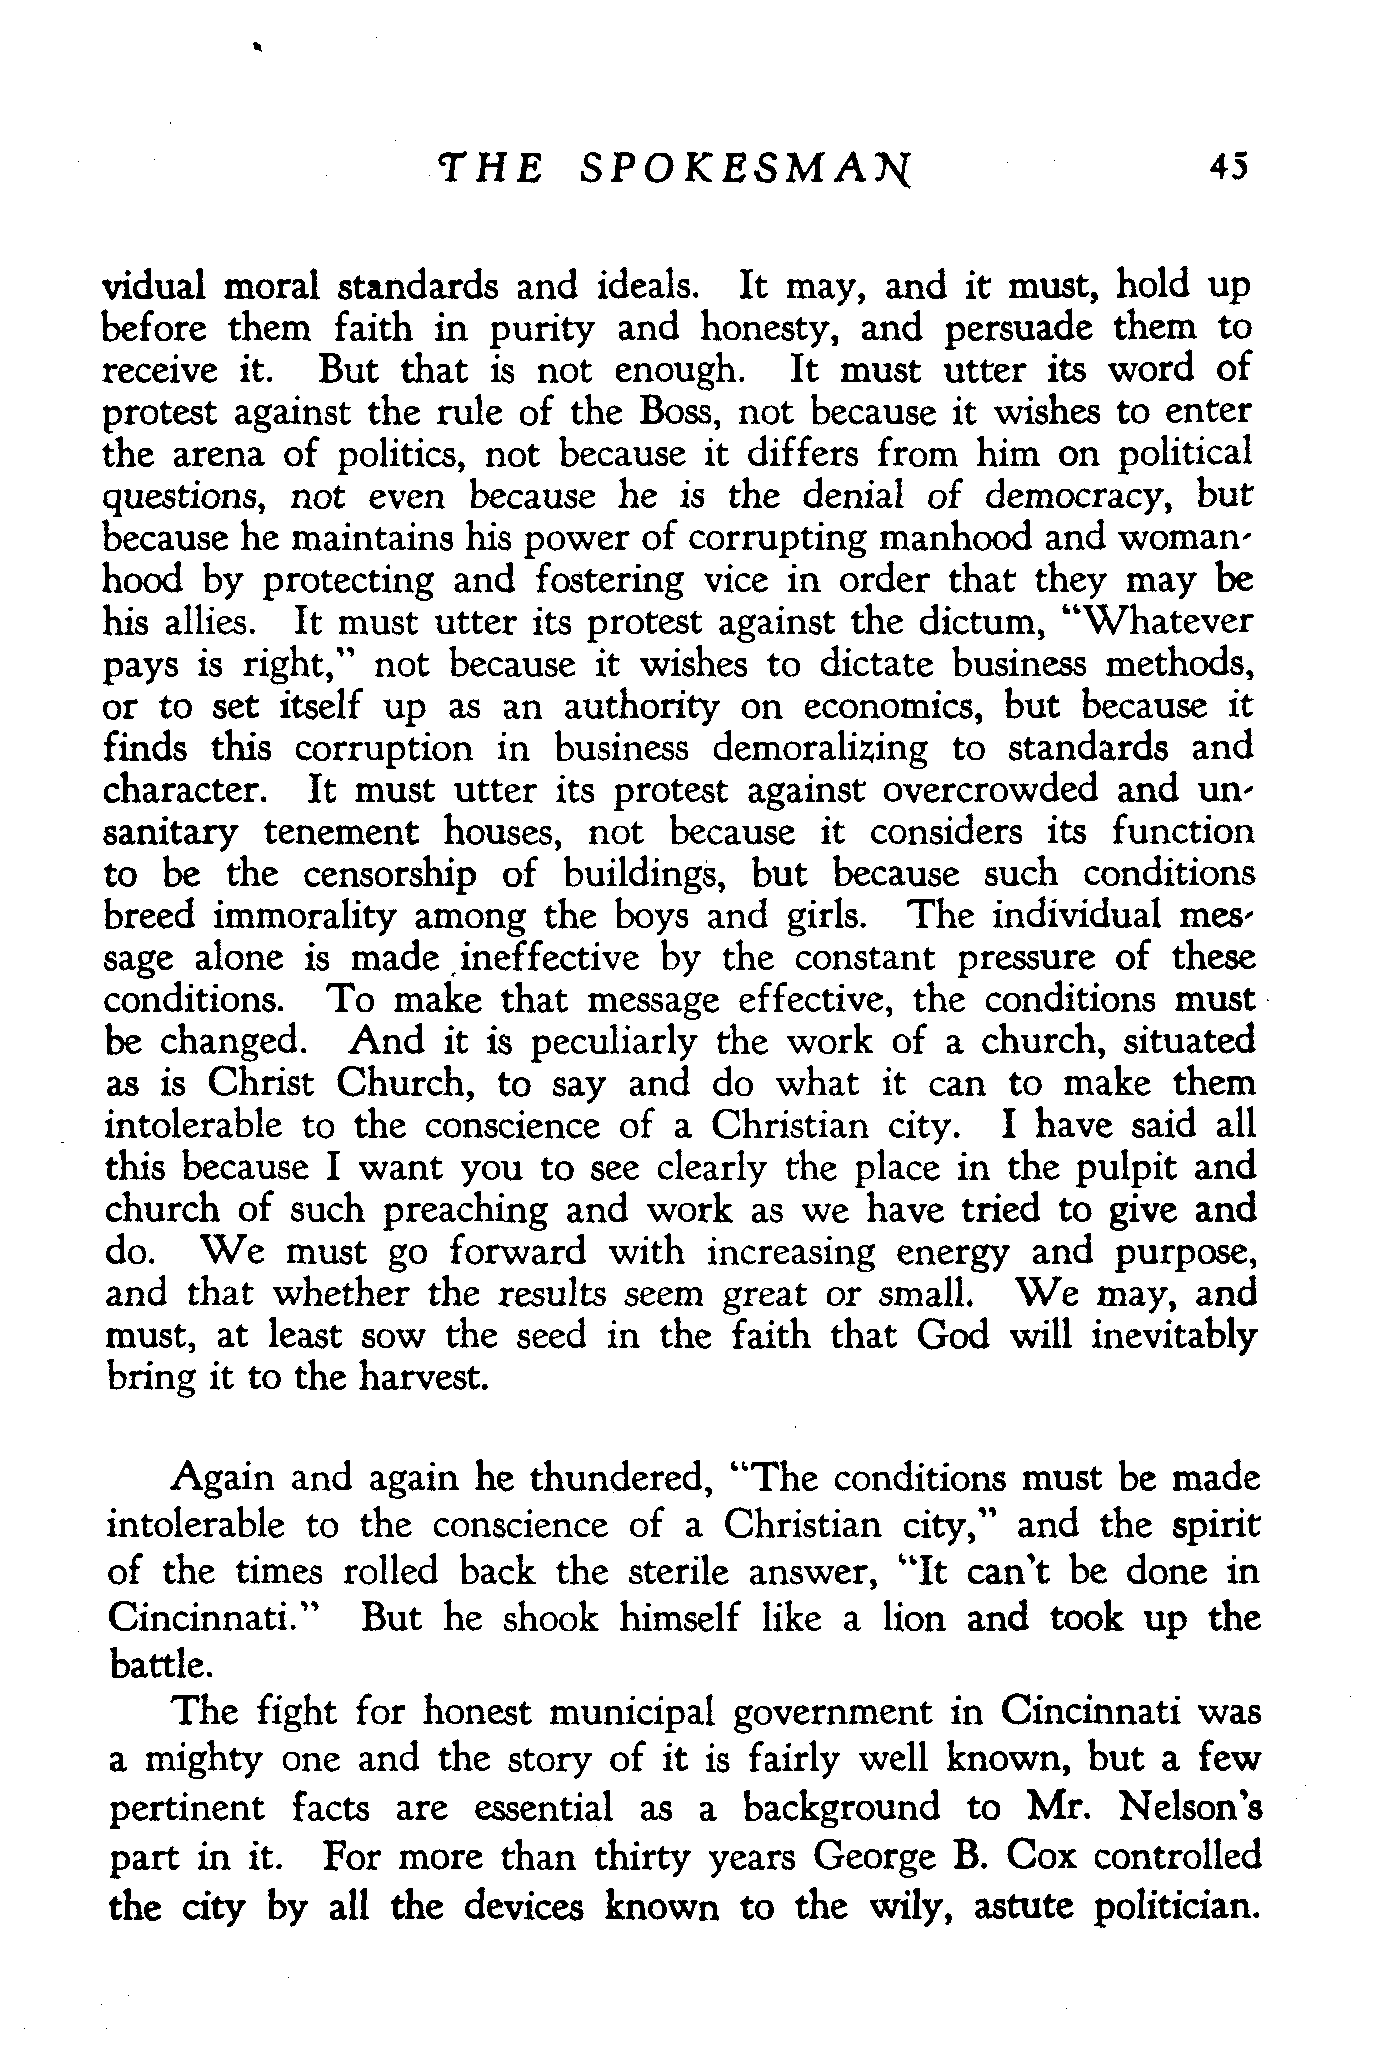 THE SPOKESMAN 45
vidual moral standards and ideals. It may, and it must, hold up
before them faith in purity and honesty, and persuade them to
receive it. But that is not enough. It must utter its word of
protest against the rule of the Boss, not because it wishes to enter
the arena of politics, not because it differs from him on political
questions, not even because he is the denial of democracy, but
because he maintains his power of corrupting manhood and woman-
hood by protecting and fostering vice in order that they may be
his allies. It must utter its protest against the dictum, "Whatever
pays is right," not because it wishes to dictate business methods,
or to set itself up as an authority on economics, but because it
finds this corruption in business demoralizing to standards and
character. It must utter its protest against overcrowded and un-
sanitary tenement houses, not because it considers its function
to be the censorship of buildings, but because such conditions
breed immorality among the boys and girls. The individual mes-
sage alone is made ineffective by the constant pressure of these
conditions. To make that message effective, the conditions must
be changed. And it is peculiarly the work of a church, situated
as is Christ Church, to say and do what it can to make them
intolerable to the conscience of a Christian city. I have said all
this because I want you to see clearly the place in the pulpit and
church of such preaching and work as we have tried to give and
do. We must go forward with increasing energy and purpose,
and that whether the results seem great or small. We may, and
must, at least sow the seed in the faith that God will inevitably
bring it to the harvest.
Again and again he thundered, "The conditions must be made
intolerable to the conscience of a Christian city," and the spirit
of the times rolled back the sterile answer, "It can't be done in
Cincinnati." But he shook himself like a lion and took up the
battle.
The fight for honest municipal government in Cincinnati was
a mighty one and the story of it is fairly well known, but a few
pertinent facts are essential as a background to Mr. Nelson's
part in it. For more than thirty years George B. Cox controlled
the city by all the devices known to the wily, astute politician.